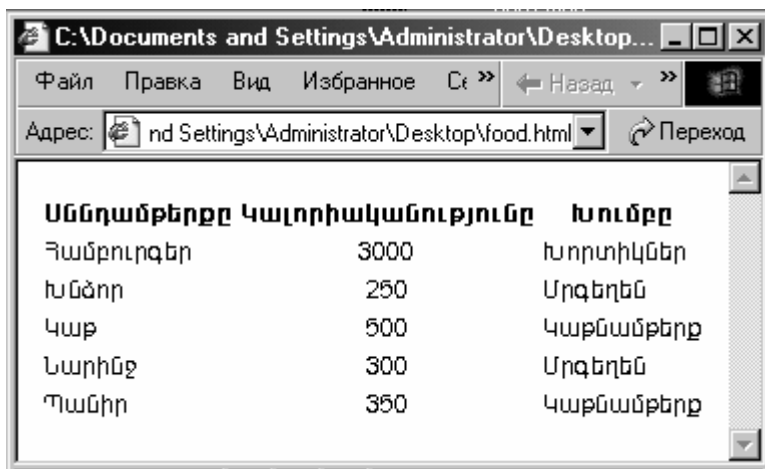 C:\Documents and Settings\Administrator\Desktop...
Файл Правка Вид Избранное Се » Назад »
Адрес: nd Settings\Administrator\Desktop\food.html Переход
Սննդամթերքը Կալորիականությունը Խումբը
Համբուրգեր 3000 Խորտիկներ
Խնձոր 250 Մրգեղեն
Կաթ 500 Կաթնամթերք
Նարինջ 300 Մրգեղեն
Պանիր 350 Կաթնամթերք